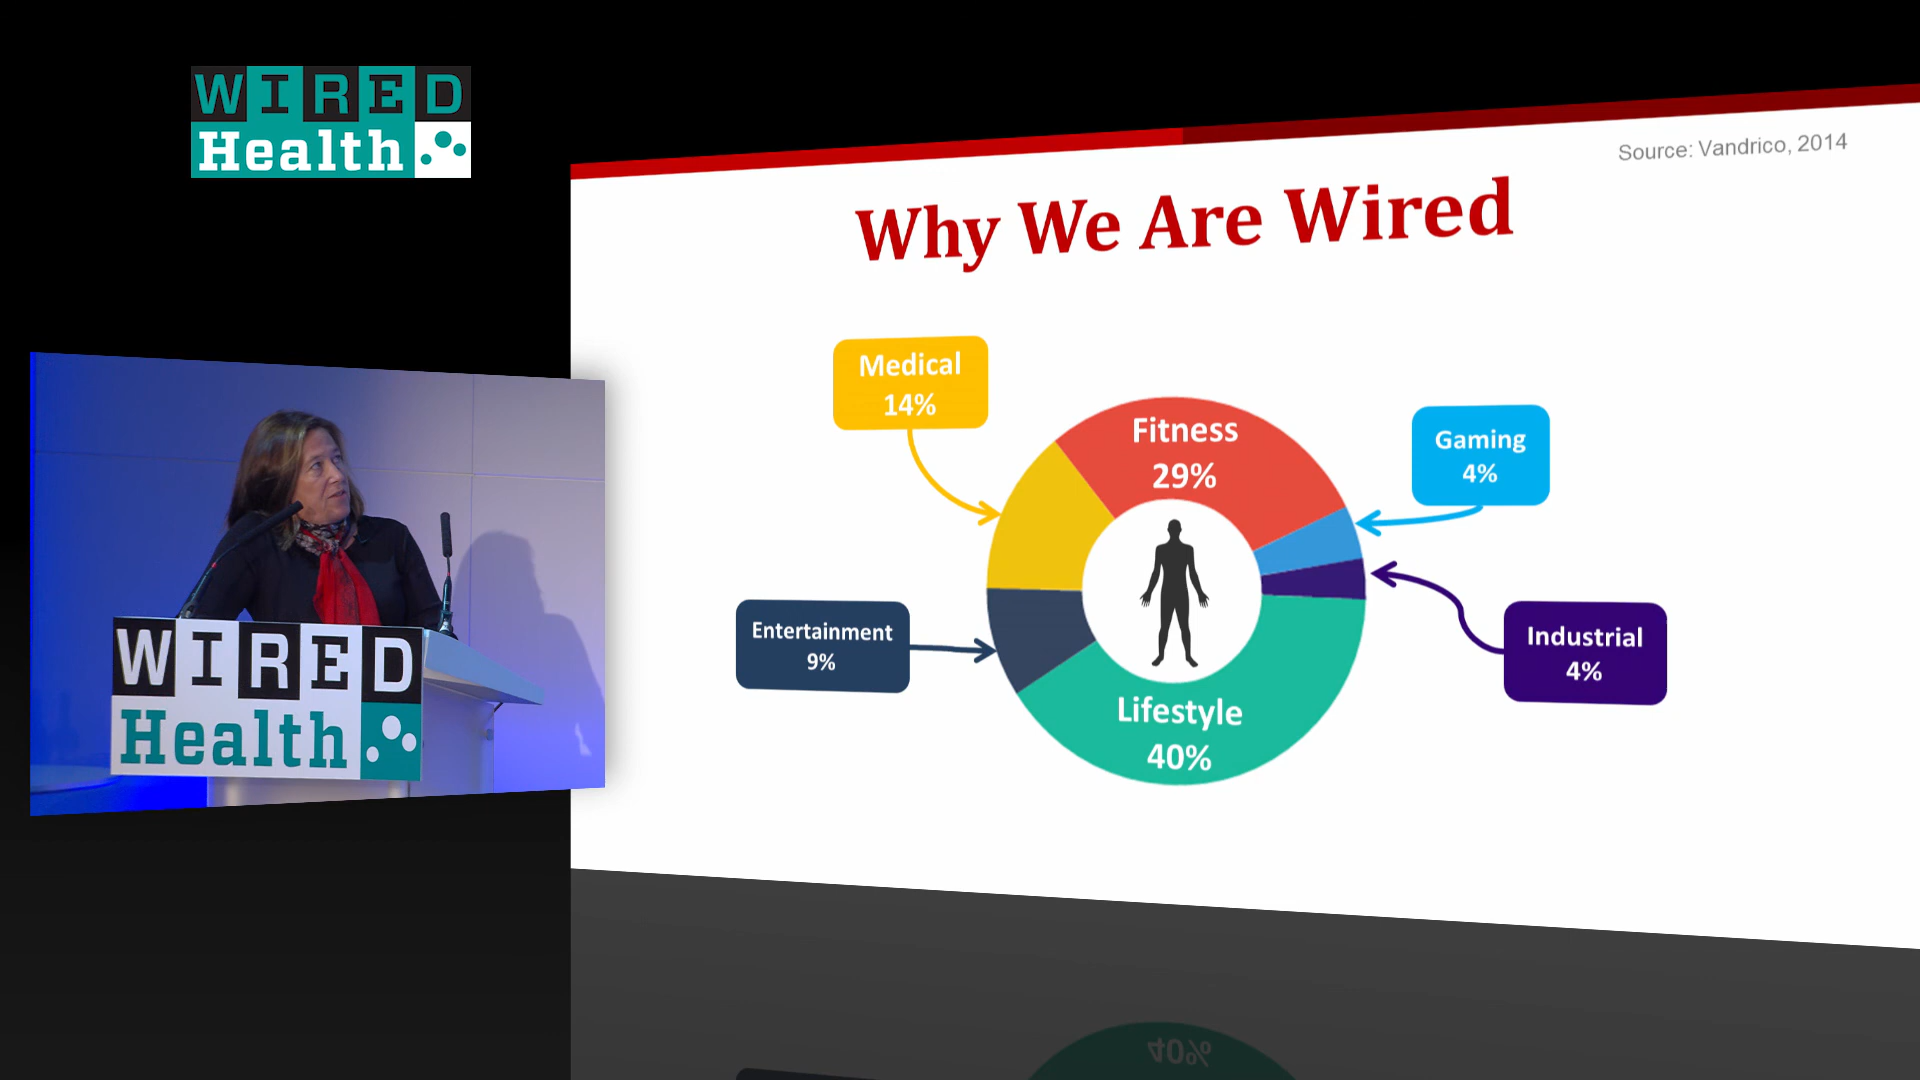 WIRED
Health
Source: Vandrico, 2014
Why We Are Wired
Medical
14%
Fitness
29%
Gaming
4%
Entertainment
9%
Industrial
4%
Lifestyle
40%
WIRED
Health
40%